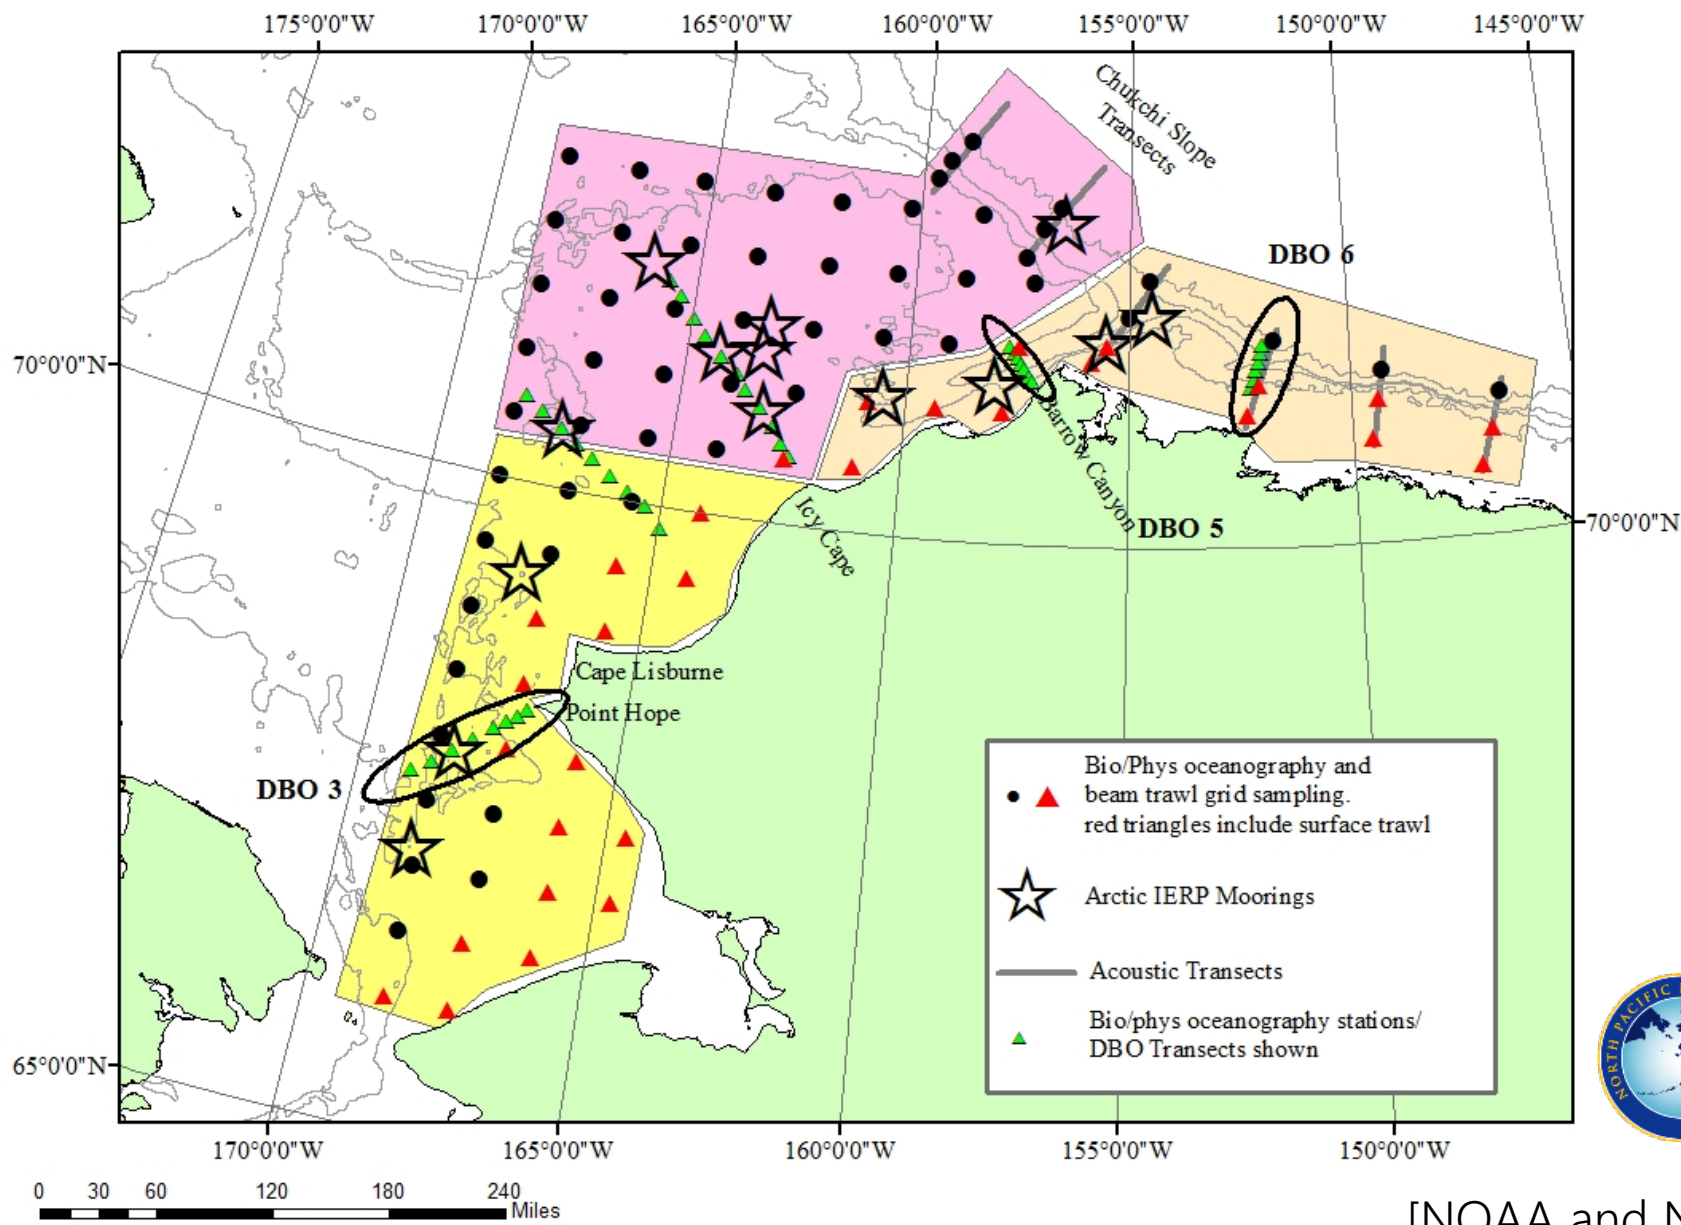 175°0'0"W 170°0'0"W 165°0'0"W 160°0'0"W 155°0'0"W 150°0'0"W 145°0'0"W
Chukchi Slope
Transects
DBO 6
70°0'0"N
Barrow Canyon
Icy Cape
DBO 5
70°0'0"N
Cape Lisburne
Point Hope
DBO 3
Bio/Phys oceanography and
beam trawl grid sampling.
red triangles include surface trawl
Arctic IERP Moorings
Acoustic Transects
Bio/phys oceanography stations/
DBO Transects shown
NORTH PACIFIC
65°0'0"N
170°0'0"W 165°0'0"W 160°0'0"W 155°0'0"W 150°0'0"W
0 30 60 120 180 240
Miles
[NOAA and N